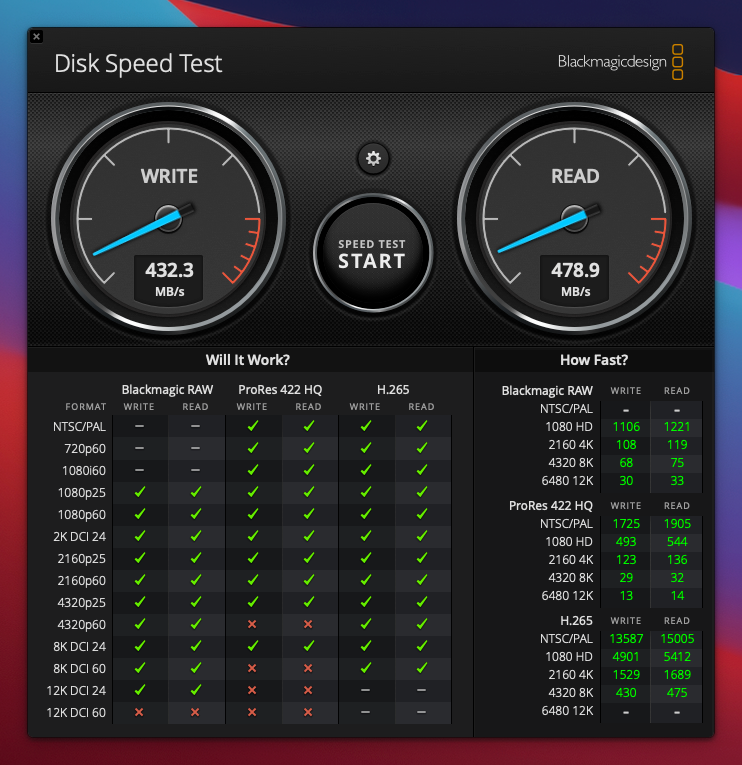 Disk Speed Test
Blackmagicdesign
WRITE
432.3
MB/s
SPEED TEST
START
READ
478.9
MB/s
Will It Work?
Blackmagic RAW ProRes 422 HQ H.265
FORMAT WRITE READ WRITE READ WRITE READ
NTSC/PAL – – ✓ ✓ ✓ ✓
720p60 – – ✓ ✓ ✓ ✓
1080i60 – – ✓ ✓ ✓ ✓
1080p25 ✓ ✓ ✓ ✓ ✓ ✓
1080p60 ✓ ✓ ✓ ✓ ✓ ✓
2K DCI 24 ✓ ✓ ✓ ✓ ✓ ✓
2160p25 ✓ ✓ ✓ ✓ ✓ ✓
2160p60 ✓ ✓ ✓ ✓ ✓ ✓
4320p25 ✓ ✓ ✓ ✓ ✓ ✓
4320p60 ✓ ✓ ✗ ✗ ✓ ✓
8K DCI 24 ✓ ✓ ✓ ✓ ✓ ✓
8K DCI 60 ✓ ✓ ✗ ✗ ✓ ✓
12K DCI 24 ✓ ✓ ✗ ✗ – –
12K DCI 60 ✗ ✗ ✗ ✗ – –
How Fast?
Blackmagic RAW WRITE READ
NTSC/PAL - -
1080 HD 1106 1221
2160 4K 108 119
4320 8K 68 75
6480 12K 30 33
ProRes 422 HQ WRITE READ
NTSC/PAL 1725 1905
1080 HD 493 544
2160 4K 123 136
4320 8K 29 32
6480 12K 13 14
H.265 WRITE READ
NTSC/PAL 13587 15005
1080 HD 4901 5412
2160 4K 1529 1689
4320 8K 430 475
6480 12K - -